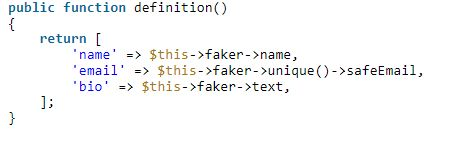 public function definition()
{
    return [
        'name' => $this->faker->name,
        'email' => $this->faker->unique()->safeEmail,
        'bio' => $this->faker->text,
    ];
}